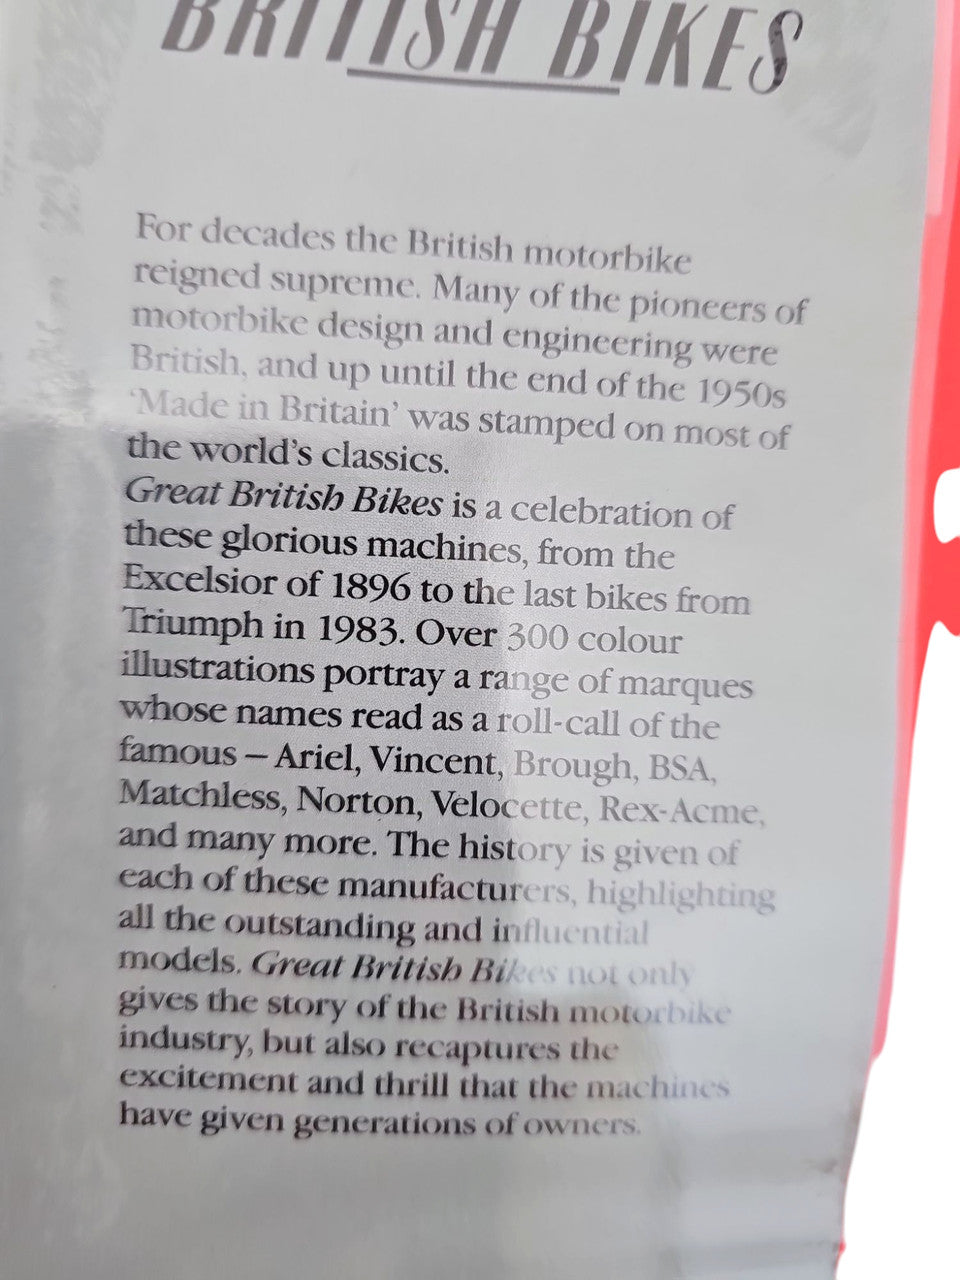 BRITISH BIKES
For decades the British motorbike
reigned supreme. Many of the pioneers of
motorbike design and engineering were
British, and up until the end of the 1950s
‘Made in Britain’ was stamped on most of
the world’s classics.
Great British Bikes is a celebration of
these glorious machines, from the
Excelsior of 1896 to the last bikes from
Triumph in 1983. Over 300 colour
illustrations portray a range of marques
whose names read as a roll-call of the
famous – Ariel, Vincent, Brough, BSA,
Matchless, Norton, Velocette, Rex-Acme,
and many more. The history is given of
each of these manufacturers, highlighting
all the outstanding and influential
models. Great British Bikes not only
gives the story of the British motorbike
industry, but also recaptures the
excitement and thrill that the machines
have given generations of owners.